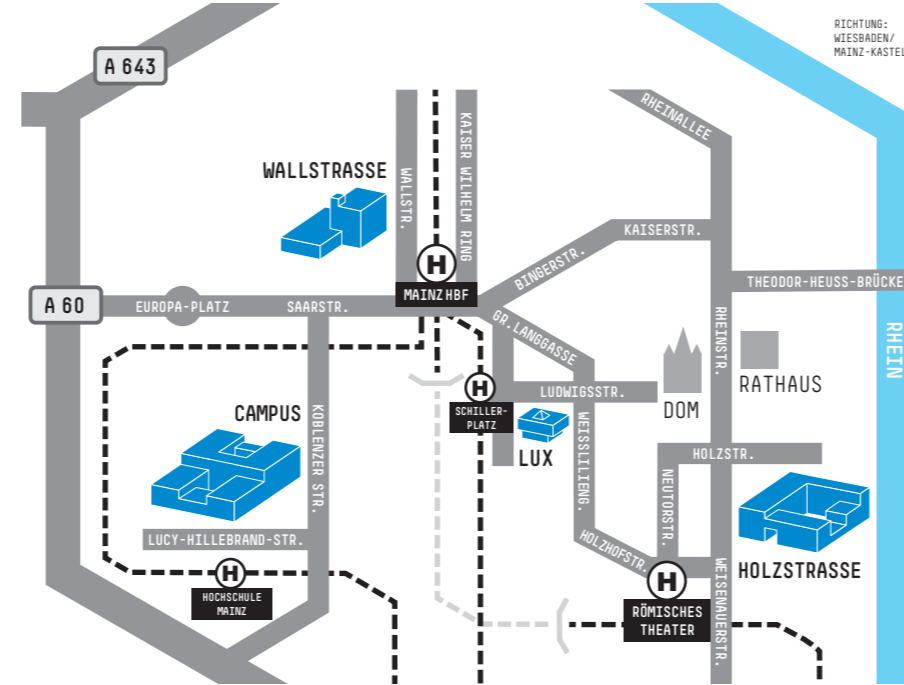 RICHTUNG:
WIESBADEN/
MAINZ-KASTEL
A 643
RHEINALLEE
KAISER WILHELM RING
WALLSTRASSE
WALLSTR.
KAISERSTR.
BINGERSTR.
H
MAINZ HBF
THEODOR-HEUSS-BRÜCKE
A 60
EUROPA-PLATZ
SAARSTR.
GR. LANGGASSE
RHEINSTR.
RHEIN
H
SCHILLER-
PLATZ
LUDWIGSSTR.
DOM
RATHAUS
CAMPUS
KOBLENZER STR.
LUX
WEISSLILIENG.
HOLZSTR.
NEUTORSTR.
LUCY-HILLEBRAND-STR.
HOLZHOFSTR.
HOLZSTRASSE
H
HOCHSCHULE
MAINZ
H
RÖMISCHES
THEATER
WEISENAUERSTR.